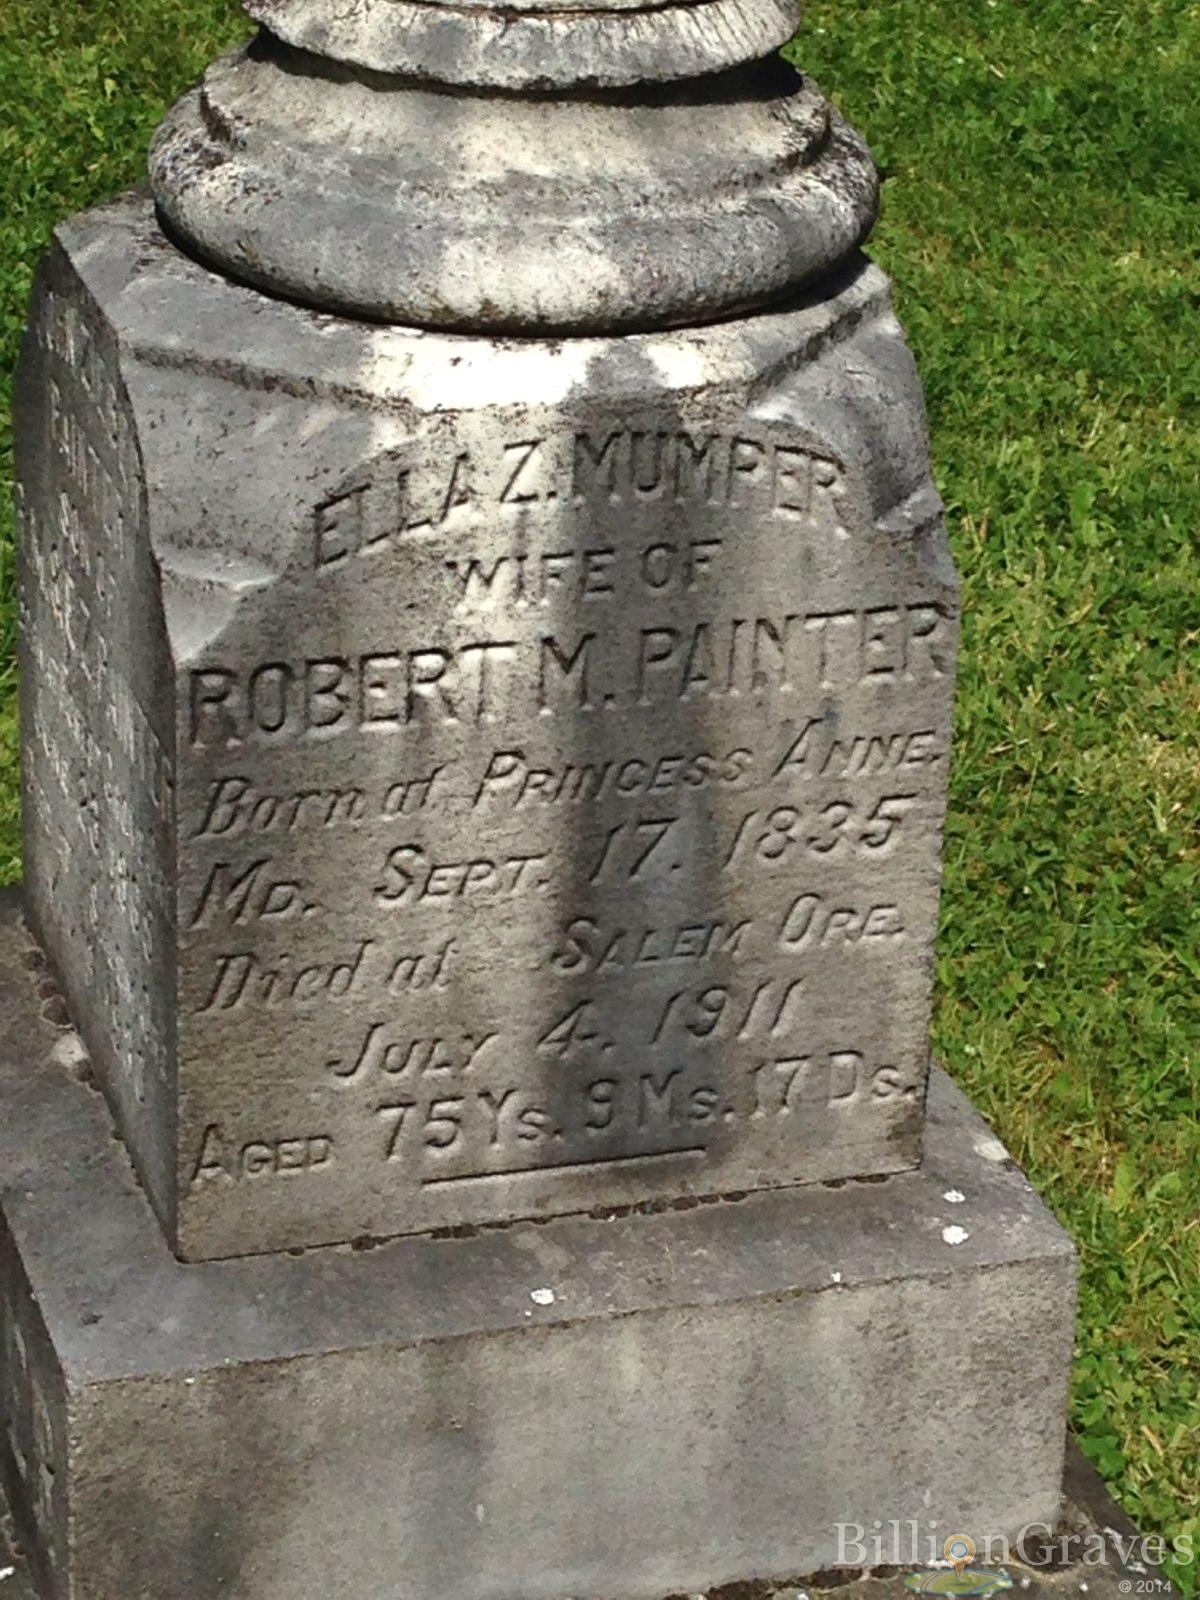 ELLA Z. MUMPER
WIFE OF
ROBERT M. PAINTER
Born at PRINCESS ANNE.
MD. SEPT. 17. 1835
Died at SALEM ORE.
JULY 4. 1911
AGED 75 YS. 9 MS. 17 DS.
BillionGraves
© 2014